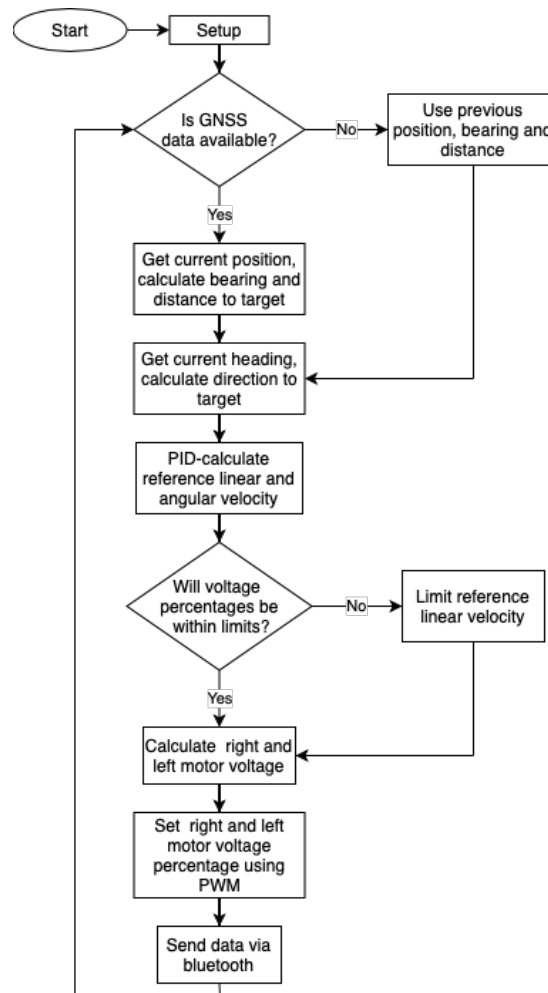 Start
Setup
Is GNSS
data available?
No
Use previous
position, bearing and
distance
Yes
Get current position,
calculate bearing and
distance to target
Get current heading,
calculate direction to
target
PID-calculate
reference linear and
angular velocity
Will voltage
percentages be
within limits?
No
Limit reference
linear velocity
Yes
Calculate right and
left motor voltage
Set right and left
motor voltage
percentage using
PWM
Send data via
bluetooth